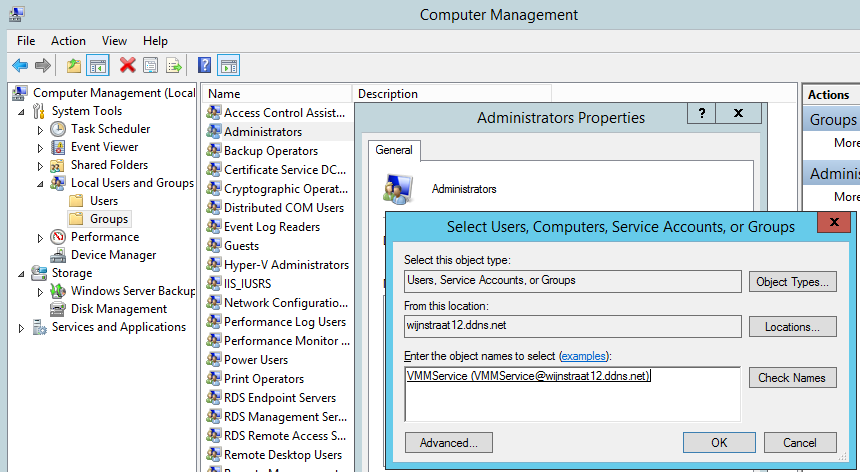 Computer Management
File Action View Help
Computer Management (Local
System Tools
Task Scheduler
Event Viewer
Shared Folders
Local Users and Groups
Users
Groups
Performance
Device Manager
Storage
Windows Server Backup
Disk Management
Services and Applications
Name Description
Access Control Assist...
Administrators
Backup Operators
Certificate Service DC...
Cryptographic Operat...
Distributed COM Users
Event Log Readers
Guests
Hyper-V Administrators
IIS_IUSRS
Network Configuratio...
Performance Log Users
Performance Monitor ...
Power Users
Print Operators
RDS Endpoint Servers
RDS Management Ser...
RDS Remote Access S...
Remote Desktop Users
Actions
Groups
More
Adminis
More
Administrators Properties
? X
General
Administrators
Select Users, Computers, Service Accounts, or Groups
X
Select this object type:
Users, Service Accounts, or Groups
Object Types...
From this location:
wijnstraat12.ddns.net
Locations...
Enter the object names to select (examples):
VMMService (VMMService@wijnstraat12.ddns.net)
Check Names
Advanced...
OK
Cancel